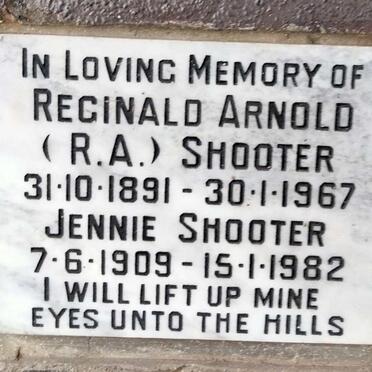 IN LOVING MEMORY OF
REGINALD ARNOLD
(R.A.) SHOOTER
31·10·1891 - 30·1·1967
JENNIE SHOOTER
7·6·1909 - 15·1·1982
I WILL LIFT UP MINE
EYES UNTO THE HILLS